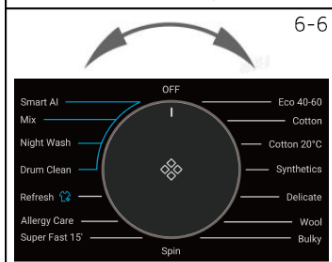 6-6
OFF
Smart AI
Eco 40-60
Mix
Cotton
Night Wash
Cotton 20°C
Drum Clean
Synthetics
Refresh
Delicate
Allergy Care
Wool
Super Fast 15'
Bulky
Spin